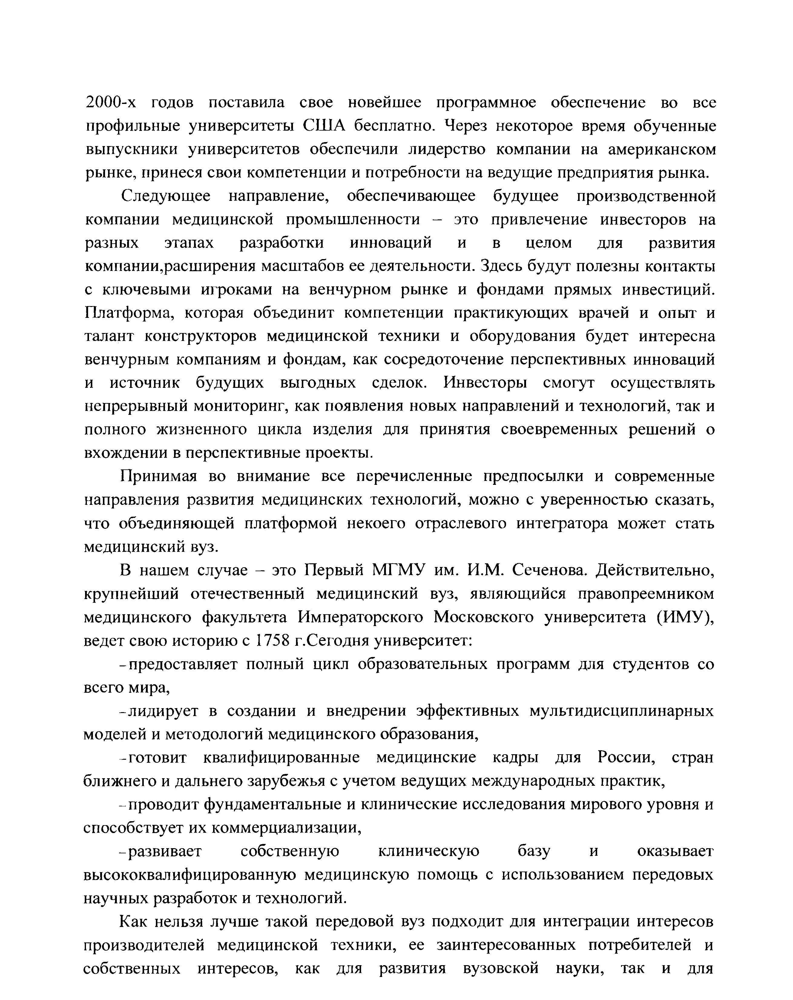 2000-х годов поставила свое новейшее программное обеспечение во все
профильные университеты США бесплатно. Через некоторое время обученные
выпускники университетов обеспечили лидерство компании на американском
рынке, принеся свои компетенции и потребности на ведущие предприятия рынка.
Следующее направление, обеспечивающее будущее производственной
компании медицинской промышленности – это привлечение инвесторов на
разных этапах разработки инноваций и в целом для развития
компании,расширения масштабов ее деятельности. Здесь будут полезны контакты
с ключевыми игроками на венчурном рынке и фондами прямых инвестиций.
Платформа, которая объединит компетенции практикующих врачей и опыт и
талант конструкторов медицинской техники и оборудования будет интересна
венчурным компаниям и фондам, как сосредоточение перспективных инноваций
и источник будущих выгодных сделок. Инвесторы смогут осуществлять
непрерывный мониторинг, как появления новых направлений и технологий, так и
полного жизненного цикла изделия для принятия своевременных решений о
вхождении в перспективные проекты.
Принимая во внимание все перечисленные предпосылки и современные
направления развития медицинских технологий, можно с уверенностью сказать,
что объединяющей платформой некоего отраслевого интегратора может стать
медицинский вуз.
В нашем случае – это Первый МГМУ им. И.М. Сеченова. Действительно,
крупнейший отечественный медицинский вуз, являющийся правопреемником
медицинского факультета Императорского Московского университета (ИМУ),
ведет свою историю с 1758 г.Сегодня университет:
–предоставляет полный цикл образовательных программ для студентов со
всего мира,
–лидирует в создании и внедрении эффективных мультидисциплинарных
моделей и методологий медицинского образования,
–готовит квалифицированные медицинские кадры для России, стран
ближнего и дальнего зарубежья с учетом ведущих международных практик,
–проводит фундаментальные и клинические исследования мирового уровня и
способствует их коммерциализации,
–развивает собственную клиническую базу и оказывает
высококвалифицированную медицинскую помощь с использованием передовых
научных разработок и технологий.
Как нельзя лучше такой передовой вуз подходит для интеграции интересов
производителей медицинской техники, ее заинтересованных потребителей и
собственных интересов, как для развития вузовской науки, так и для